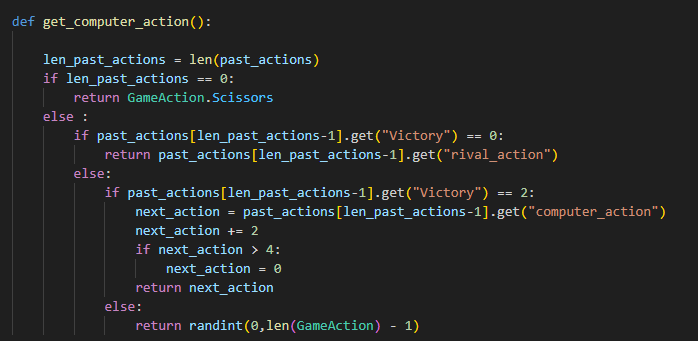 def get_computer_action():
len_past_actions = len(past_actions)
if len_past_actions == 0:
return GameAction.Scissors
else :
if past_actions[len_past_actions-1].get("Victory") == 0:
return past_actions[len_past_actions-1].get("rival_action")
else:
if past_actions[len_past_actions-1].get("Victory") == 2:
next_action = past_actions[len_past_actions-1].get("computer_action")
next_action += 2
if next_action > 4:
next_action = 0
return next_action
else:
return randint(0,len(GameAction) - 1)